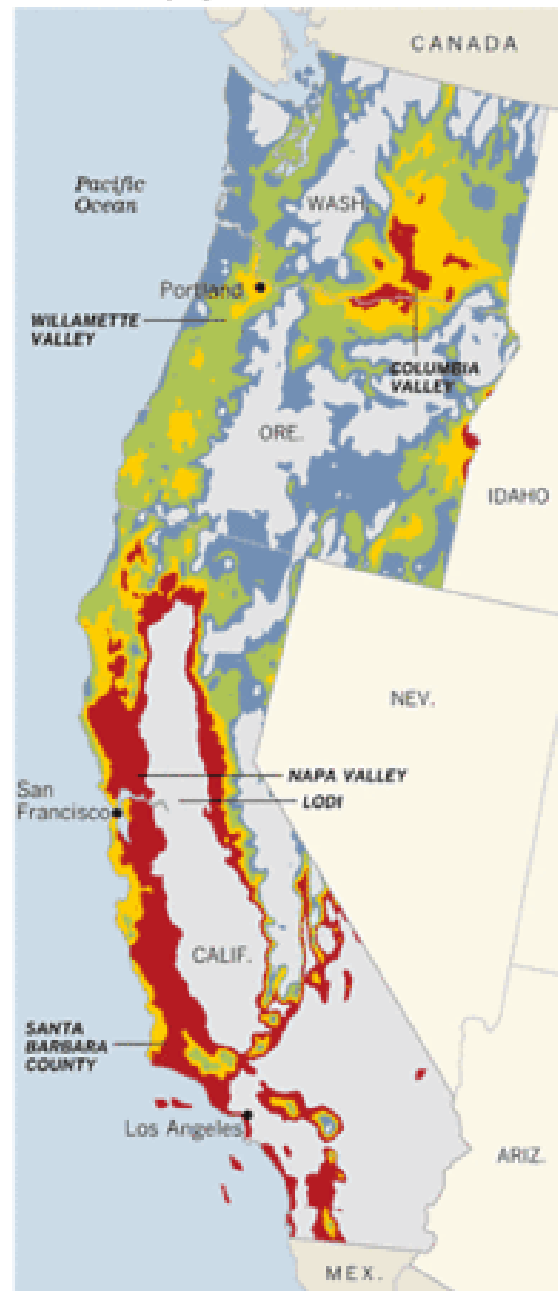 CANADA
Pacific
Ocean
WASH.
Portland
WILLAMETTE
VALLEY
COLUMBIA
VALLEY
ORE.
IDAHO
NEV.
NAPA VALLEY
San
Francisco
LODI
CALIF.
SANTA
BARBARA
COUNTY
Los Angeles
ARIZ.
MEX.